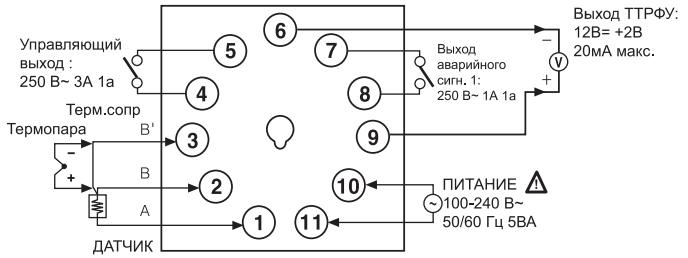 Управляющий
выход :
250 В~ 3А 1а
Терм.сопр
Термопара
B'
−
+
B
A
ДАТЧИК
5
4
3
2
1
6
7
8
9
10
11
Выход
аварийного
сигн. 1:
250 В~ 1А 1а
Выход ТТРФУ:
12В= +2В
20мА макс.
−
V
+
ПИТАНИЕ
~
100-240 В~
50/60 Гц 5ВА